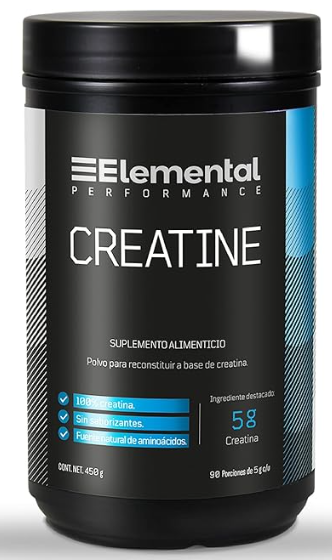 Elemental
PERFORMANCE
CREATINE
SUPLEMENTO ALIMENTICIO
Polvo para reconstituir a base de creatina.
100% creatina.
Sin saborizantes.
Fuente natural de aminoácidos.
CONT. NET. 450 g
Ingrediente destacado:
5g
Creatina
90 Porciones de 5 g c/u